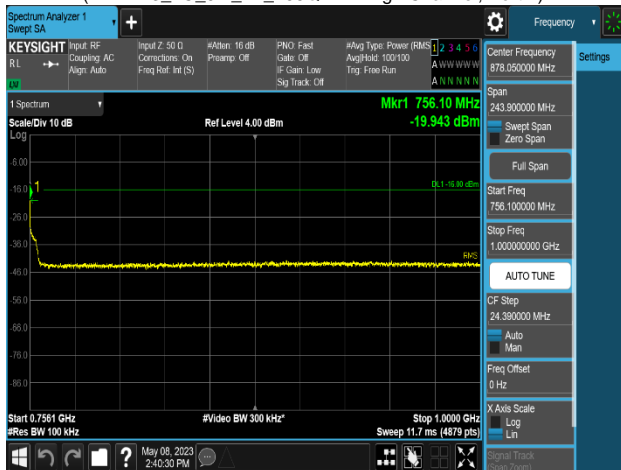 Spectrum Analyzer 1
Swept SA
+
Frequency
KEYSIGHT
RL
Input: RF
Coupling: AC
Align: Auto
Input Z: 50 Ω
Corrections: On
Freq Ref: Int (S)
#Atten: 16 dB
Preamp: Off
PNO: Fast
Gate: Off
IF Gain: Low
Sig Track: Off
#Avg Type: Power (RMS
Avg|Hold: 100/100
Trig: Free Run
1 2 3 4 5 6
A W W W W W
A N N N N N
1 Spectrum
Scale/Div 10 dB
Log
Ref Level 4.00 dBm
Mkr1 756.10 MHz
-19.943 dBm
-6.00
-16.0
-26.0
-36.0
-46.0
-56.0
-66.0
-76.0
-86.0
1
DL1 -16.00 dBm
RMS
Start 0.7561 GHz
#Res BW 100 kHz
#Video BW 300 kHz*
Stop 1.0000 GHz
Sweep 11.7 ms (4879 pts)
Center Frequency
878.050000 MHz
Span
243.900000 MHz
Swept Span
Zero Span
Full Span
Start Freq
756.100000 MHz
Stop Freq
1.000000000 GHz
AUTO TUNE
CF Step
24.390000 MHz
Auto
Man
Freq Offset
0 Hz
X Axis Scale
Log
Lin
Signal Track
(Span Zoom)
Settings
?
May 08, 2023
2:40:30 PM